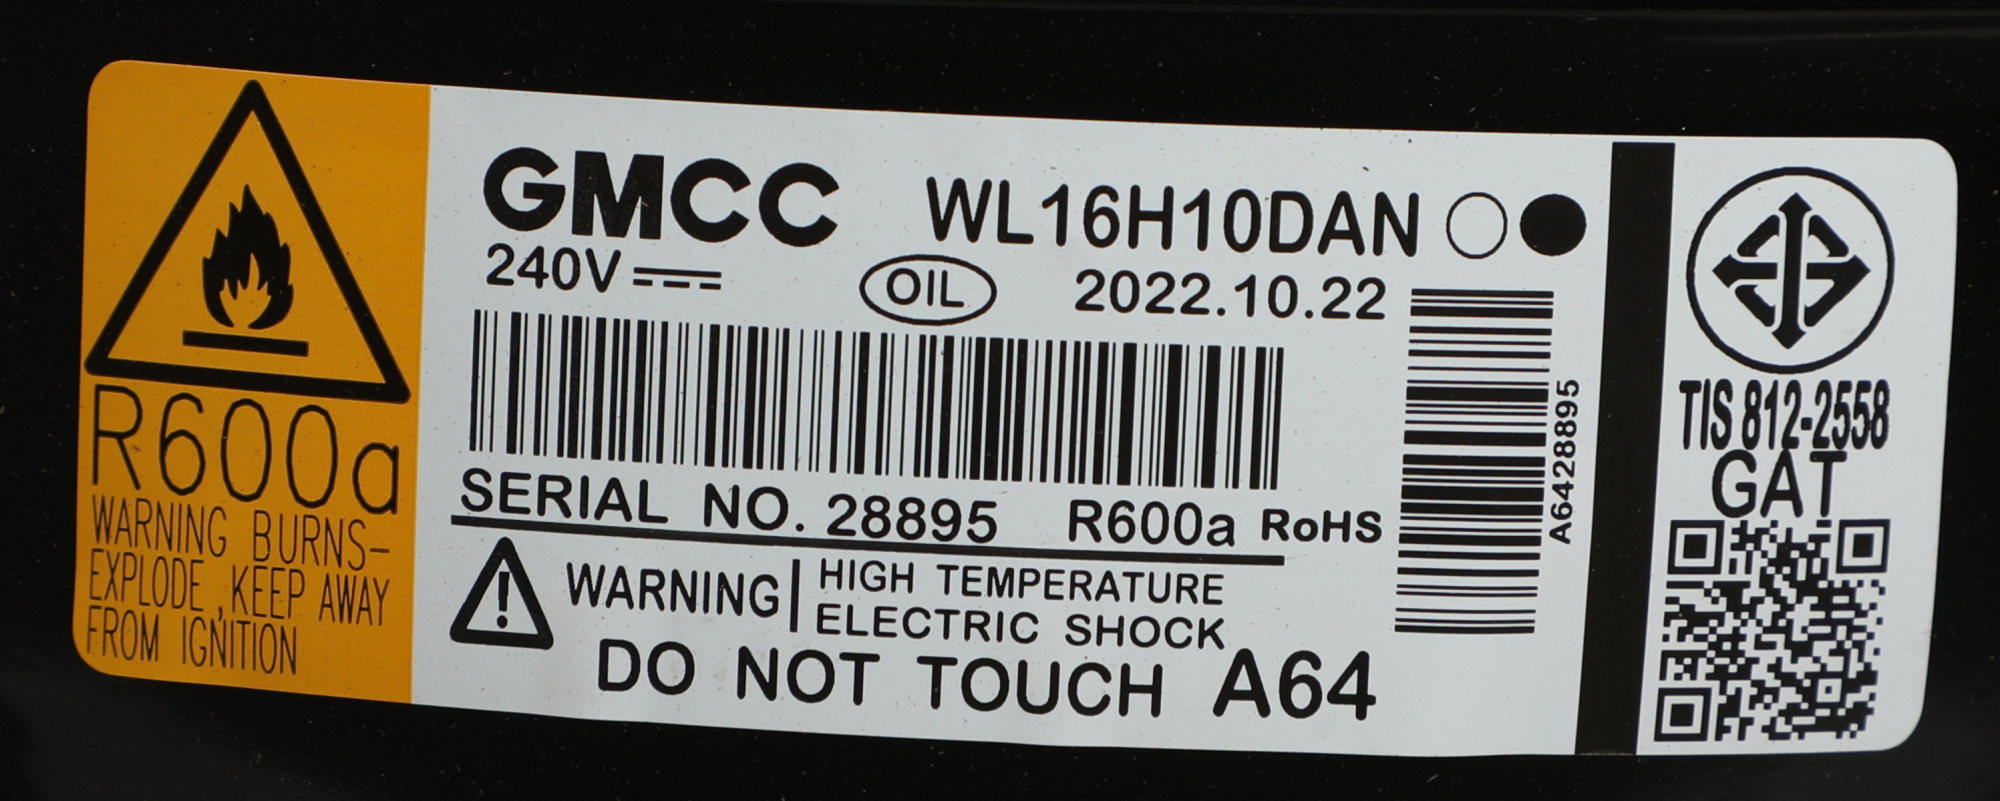 R600a
WARNING BURNS-
EXPLODE ,KEEP AWAY
FROM IGNITION
GMCC WL16H10DAN
240V OIL 2022.10.22
SERIAL NO. 28895 R600a RoHS
WARNING HIGH TEMPERATURE
ELECTRIC SHOCK
DO NOT TOUCH A64
A6428895
TIS 812-2558
GAT